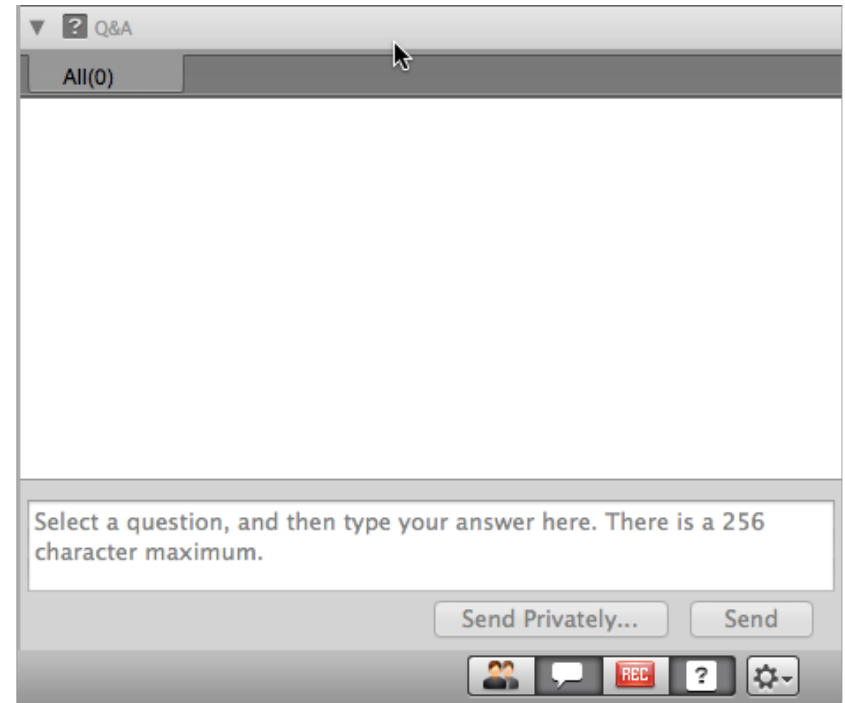 ? Q&A
All(0)
Select a question, and then type your answer here. There is a 256
character maximum.
Send Privately... Send
REC ?